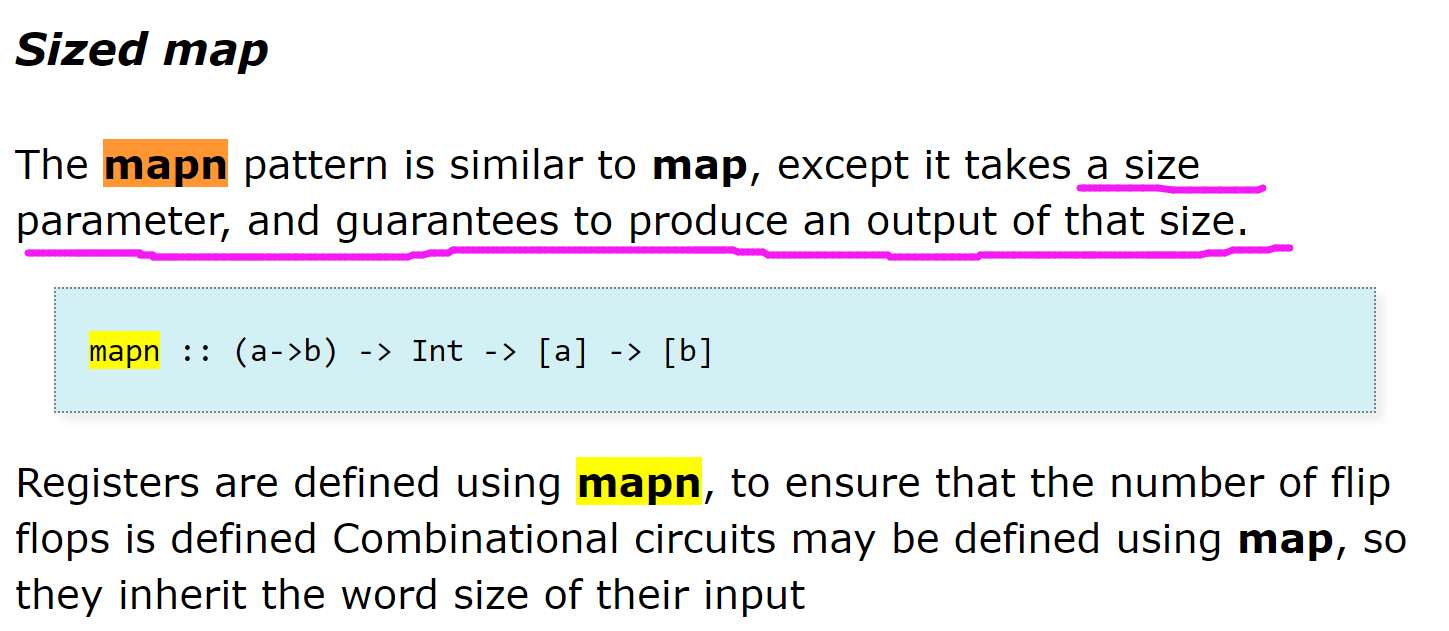 Sized map
The mapn pattern is similar to map, except it takes a size
parameter, and guarantees to produce an output of that size.
mapn :: (a->b) -> Int -> [a] -> [b]
Registers are defined using mapn, to ensure that the number of flip
flops is defined Combinational circuits may be defined using map, so
they inherit the word size of their input